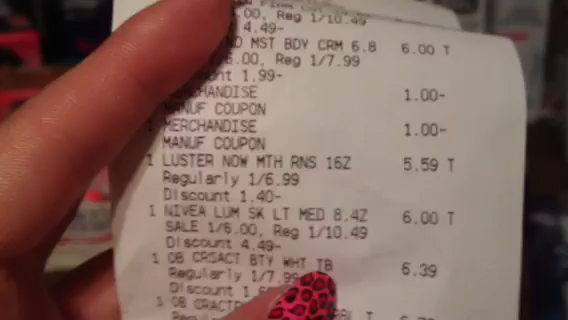 .00, Reg 1/10.49
4.49-
MST BDY CRM 6.8 6.00 T
6.00, Reg 1/7.99
1.99-
1.00-
MANUF COUPON
1 MERCHANDISE 1.00-
MANUF COUPON
1 LUSTER NOW MTH RNS 16Z 5.59 T
Regularly 1/6.99
Discount 1.40-
1 NIVEA LUM SK LT MED 8.4Z 6.00 T
SALE 1/6.00, Reg 1/10.49
Discount 4.49-
1 OB CRSACT BTY WHT TB 6.39
Regularly 1/7.99
Discount 1.6
1 OB